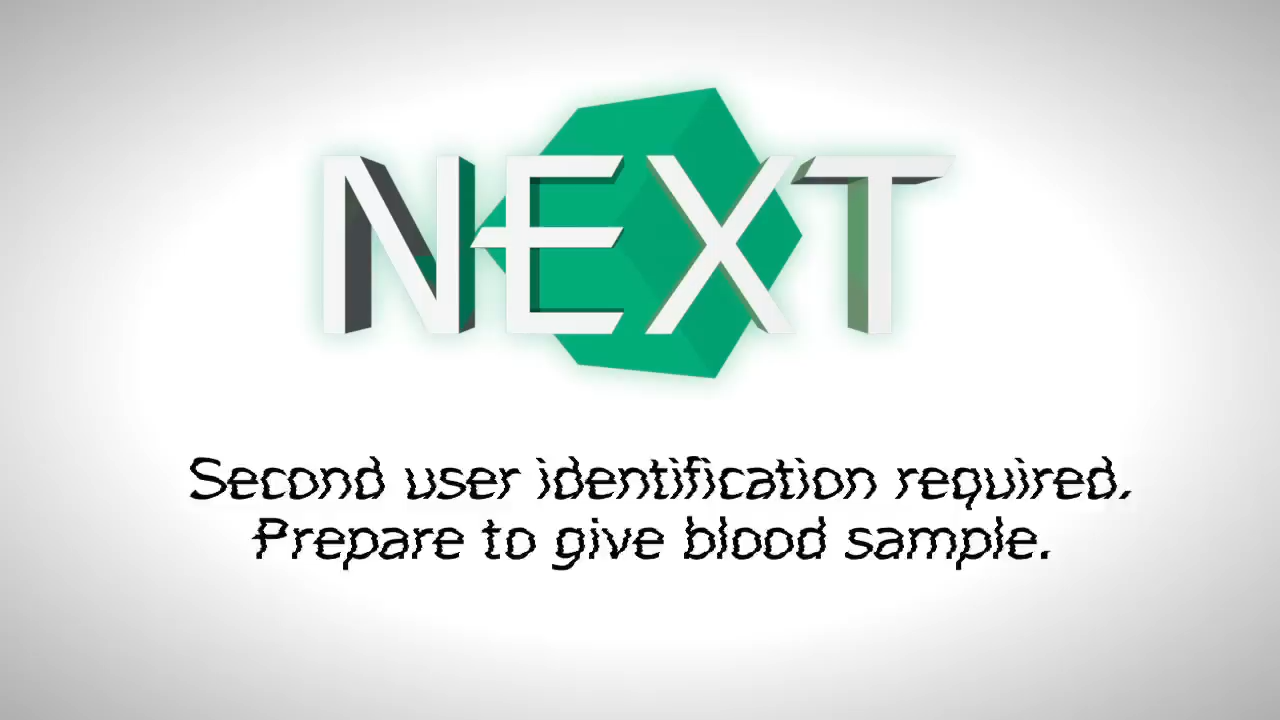 NEXT
Second user identification required.
Prepare to give blood sample.